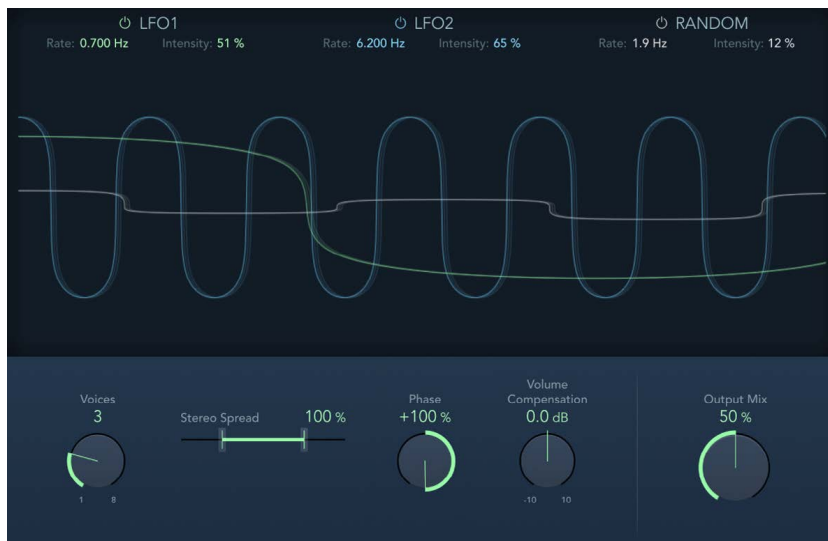 LFO1 LFO2 RANDOM
Rate: 0.700 Hz Intensity: 51 % Rate: 6.200 Hz Intensity: 65 % Rate: 1.9 Hz Intensity: 12 %
Volume
Voices Phase Compensation Output Mix
3 Stereo Spread 100 % +100 % 0.0 dB 50 %
1 8 -10 10